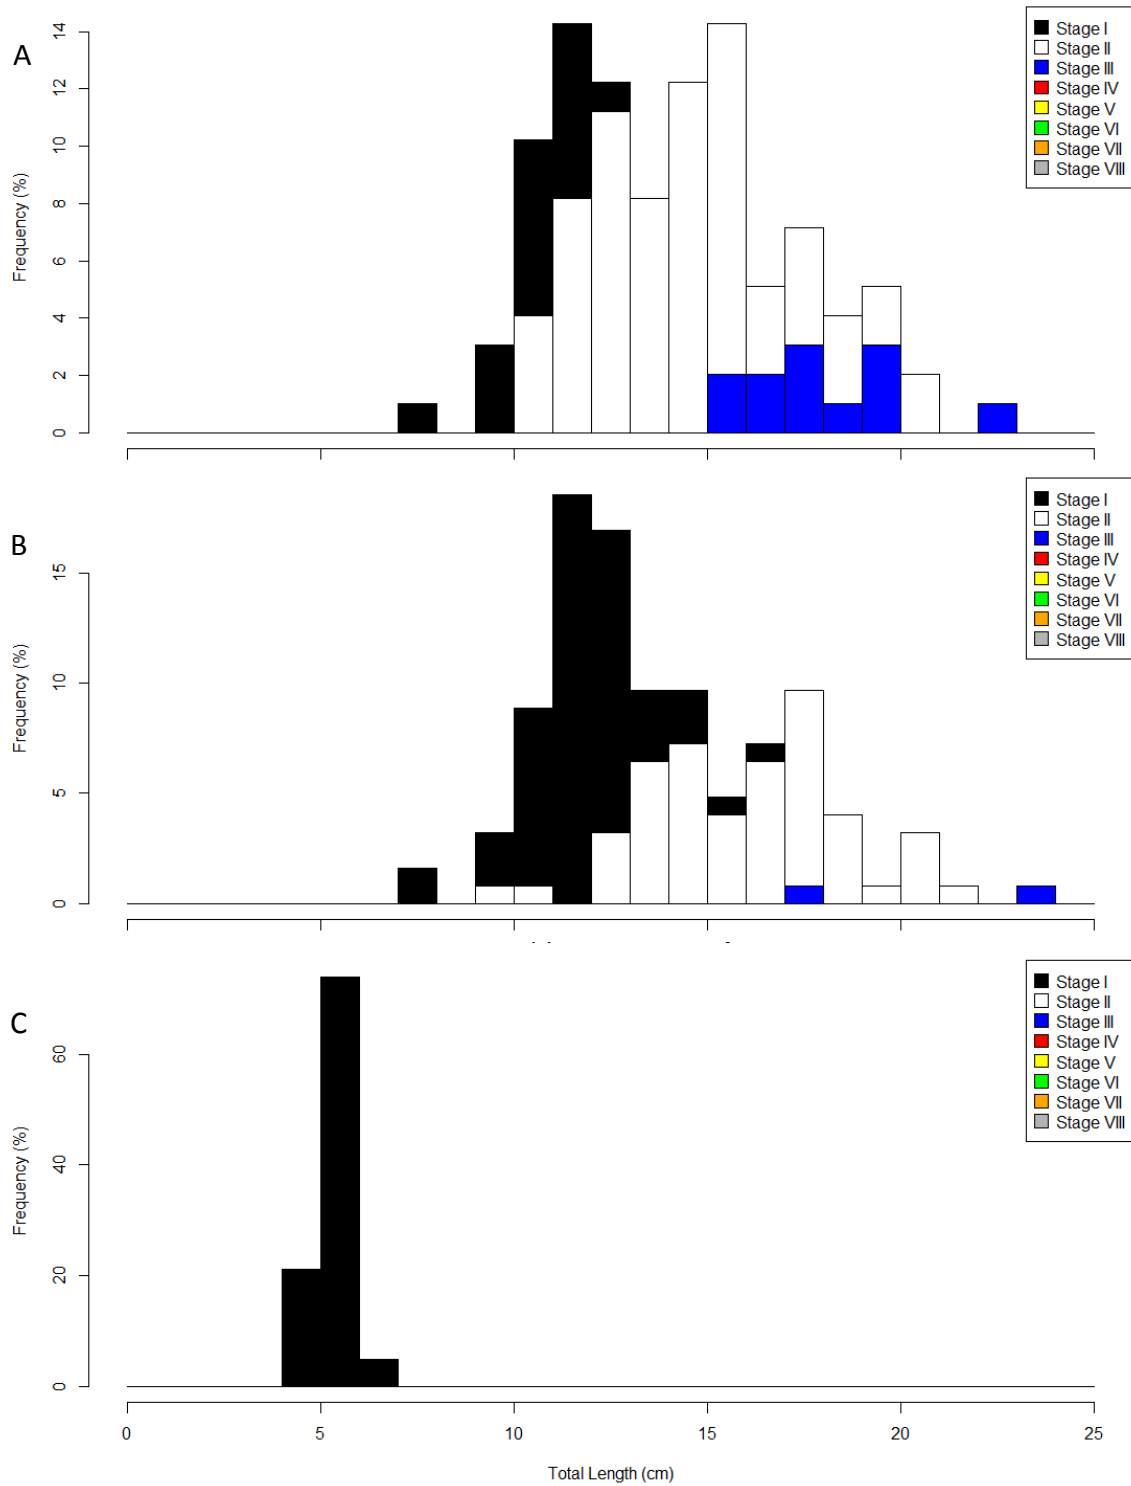 A
Frequency (%)
0
2
4
6
8
10
12
14
Stage I
Stage II
Stage III
Stage IV
Stage V
Stage VI
Stage VII
Stage VIII
B
Frequency (%)
0
5
10
15
Stage I
Stage II
Stage III
Stage IV
Stage V
Stage VI
Stage VII
Stage VIII
C
Frequency (%)
0
20
40
60
Stage I
Stage II
Stage III
Stage IV
Stage V
Stage VI
Stage VII
Stage VIII
0 5 10 15 20 25
Total Length (cm)